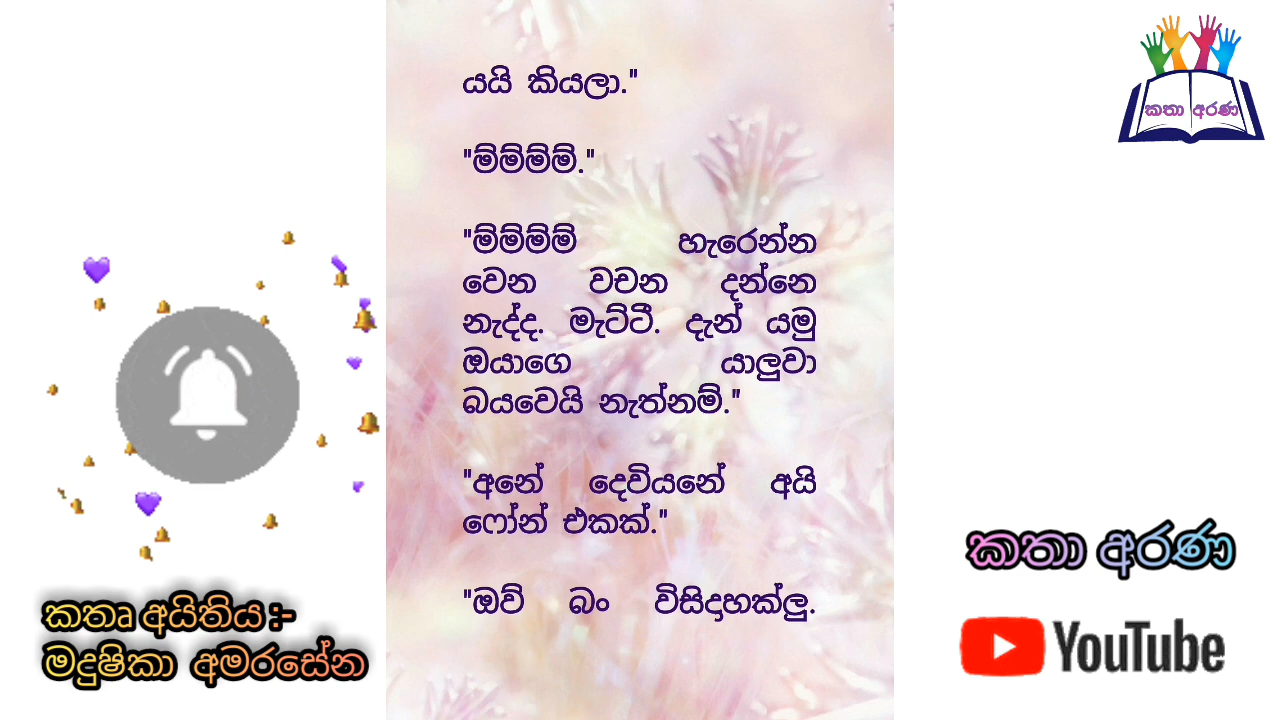 යයි කියලා."
"ම්ම්ම්ම්."
"ම්ම්ම්ම් හැරෙන්න
වෙන වචන දන්නෙ
නැද්ද. මැට්ටී. දැන් යමු
ඔයාගෙ යාලුවා
බයවෙයි නැත්නම්."
"අනේ දෙවියනේ අයි
ෆෝන් එකක්."
"ඔව් බං විසිදාහක්ලු.
කතෘ අයිතිය :-
මදුෂිකා අමරසේන
කතා අරණ
කතා අරණ
YouTube